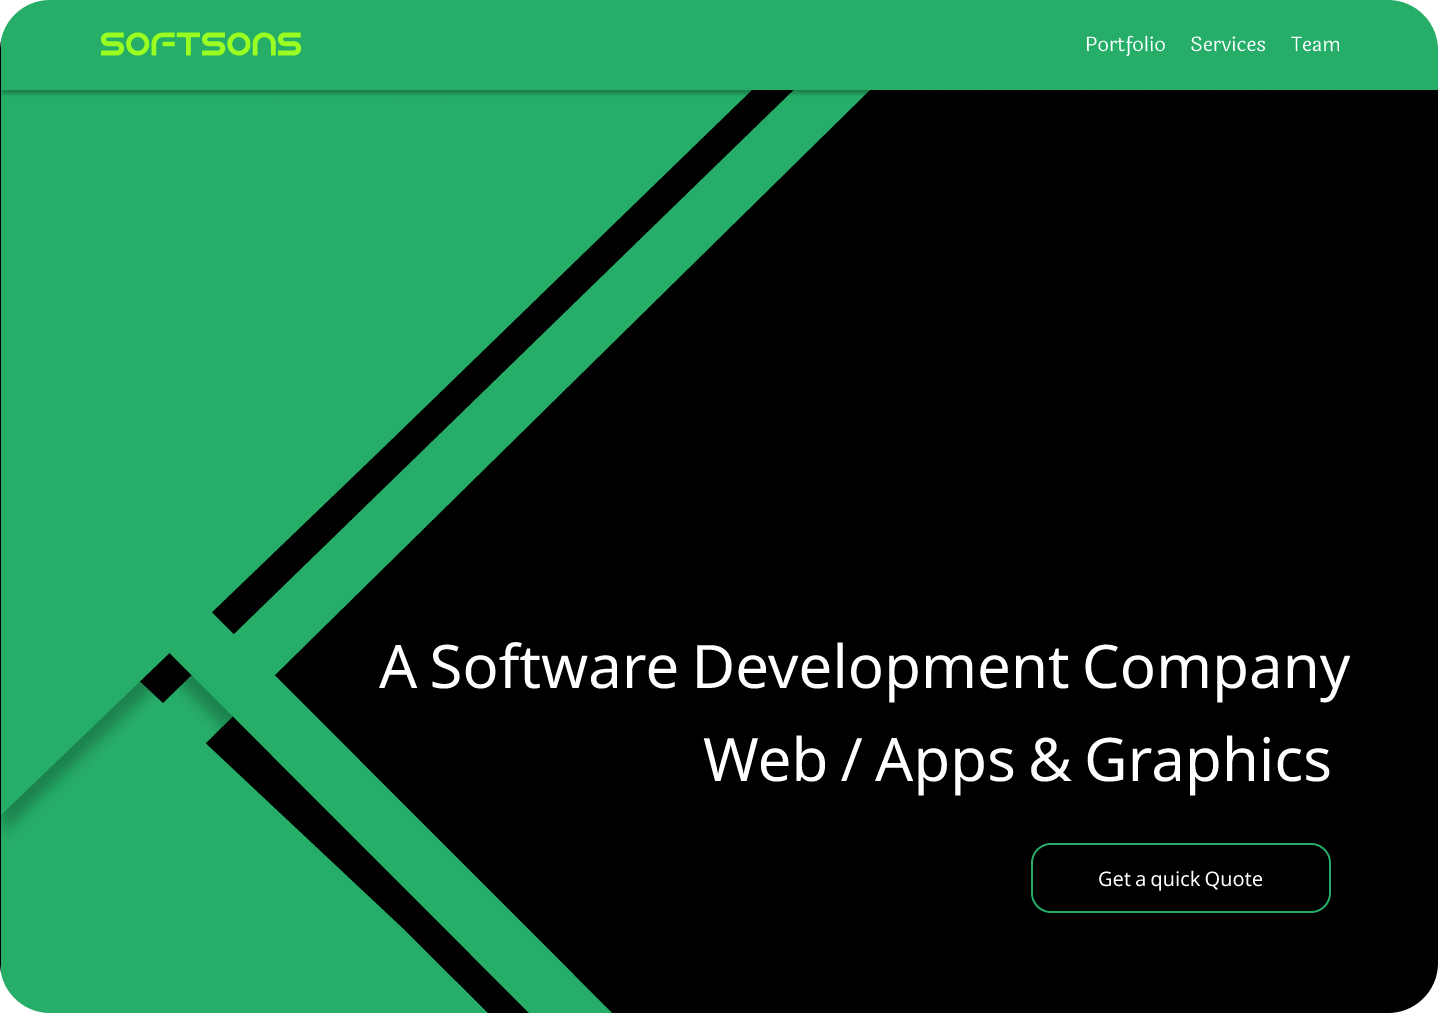 SOFTSONS
Portfolio Services Team
A Software Development Company
Web / Apps & Graphics
Get a quick Quote